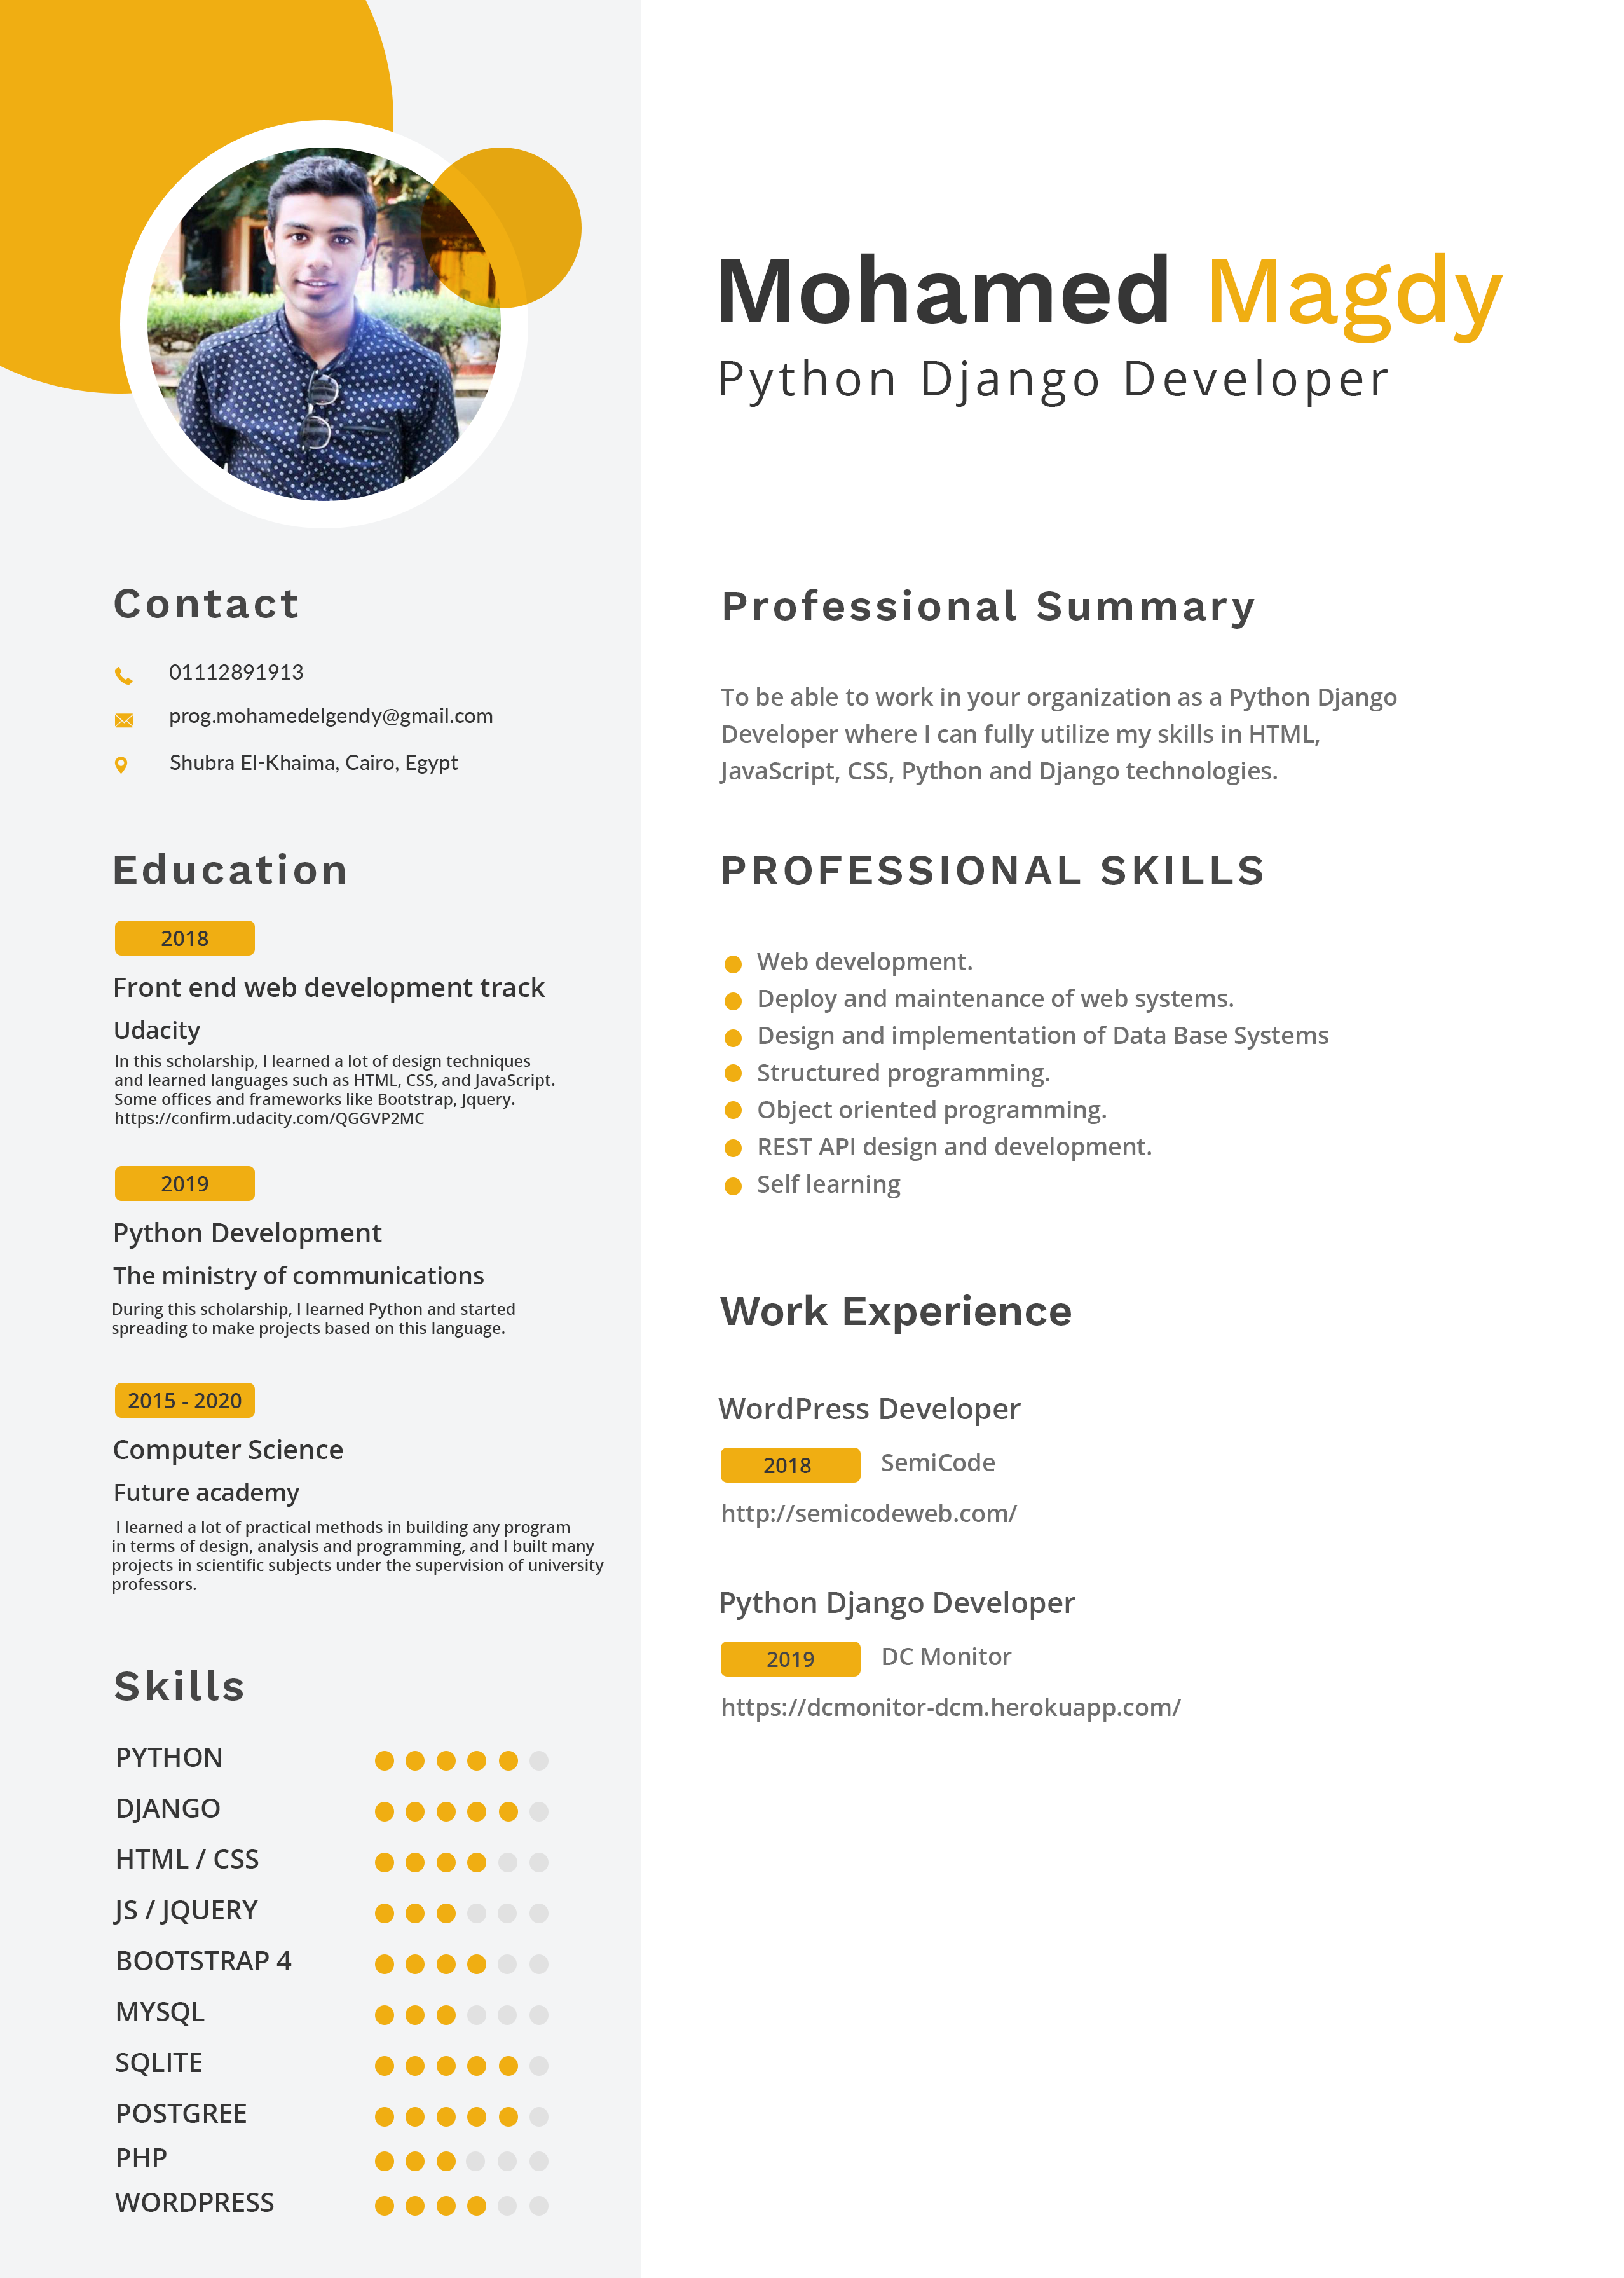 Mohamed Magdy
Python Django Developer
Contact
01112891913
prog.mohamedelgendy@gmail.com
Shubra El-Khaima, Cairo, Egypt
Education
2018
Front end web development track
Udacity
In this scholarship, I learned a lot of design techniques
and learned languages such as HTML, CSS, and JavaScript.
Some offices and frameworks like Bootstrap, Jquery.
https://confirm.udacity.com/QGGVP2MC
2019
Python Development
The ministry of communications
During this scholarship, I learned Python and started
spreading to make projects based on this language.
2015 - 2020
Computer Science
Future academy
I learned a lot of practical methods in building any program
in terms of design, analysis and programming, and I built many
projects in scientific subjects under the supervision of university
professors.
Skills
PYTHON
DJANGO
HTML / CSS
JS / JQUERY
BOOTSTRAP 4
MYSQL
SQLITE
POSTGREE
PHP
WORDPRESS
Professional Summary
To be able to work in your organization as a Python Django
Developer where I can fully utilize my skills in HTML,
JavaScript, CSS, Python and Django technologies.
PROFESSIONAL SKILLS
Web development.
Deploy and maintenance of web systems.
Design and implementation of Data Base Systems
Structured programming.
Object oriented programming.
REST API design and development.
Self learning
Work Experience
WordPress Developer
2018 SemiCode
http://semicodeweb.com/
Python Django Developer
2019 DC Monitor
https://dcmonitor-dcm.herokuapp.com/